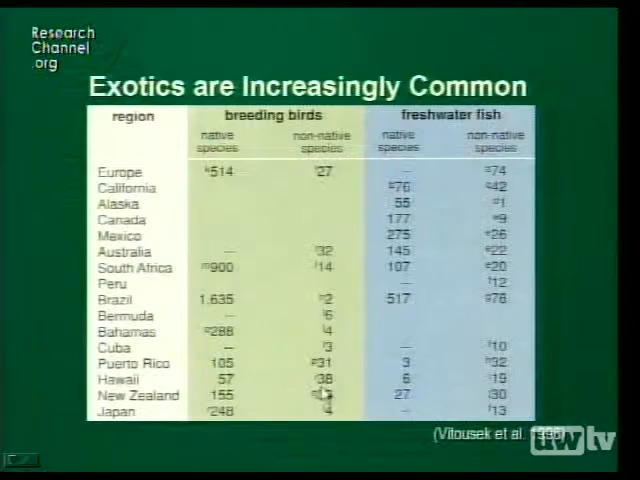 Research
Channel
.org
Exotics are Increasingly Common
region breeding birds freshwater fish
native species non-native species native species non-native species
Europe 514 27 – 74
California 76 42
Alaska 55 1
Canada 177 9
Mexico 275 26
Australia – 32 145 22
South Africa 900 14 107 20
Peru – 12
Brazil 1,635 2 517 76
Bermuda – 6
Bahamas 288 4
Cuba – 3 – 10
Puerto Rico 105 31 3 32
Hawaii 57 38 6 19
New Zealand 155 27 30
Japan 248 4 – 13
(Vitousek et al.
uwtv